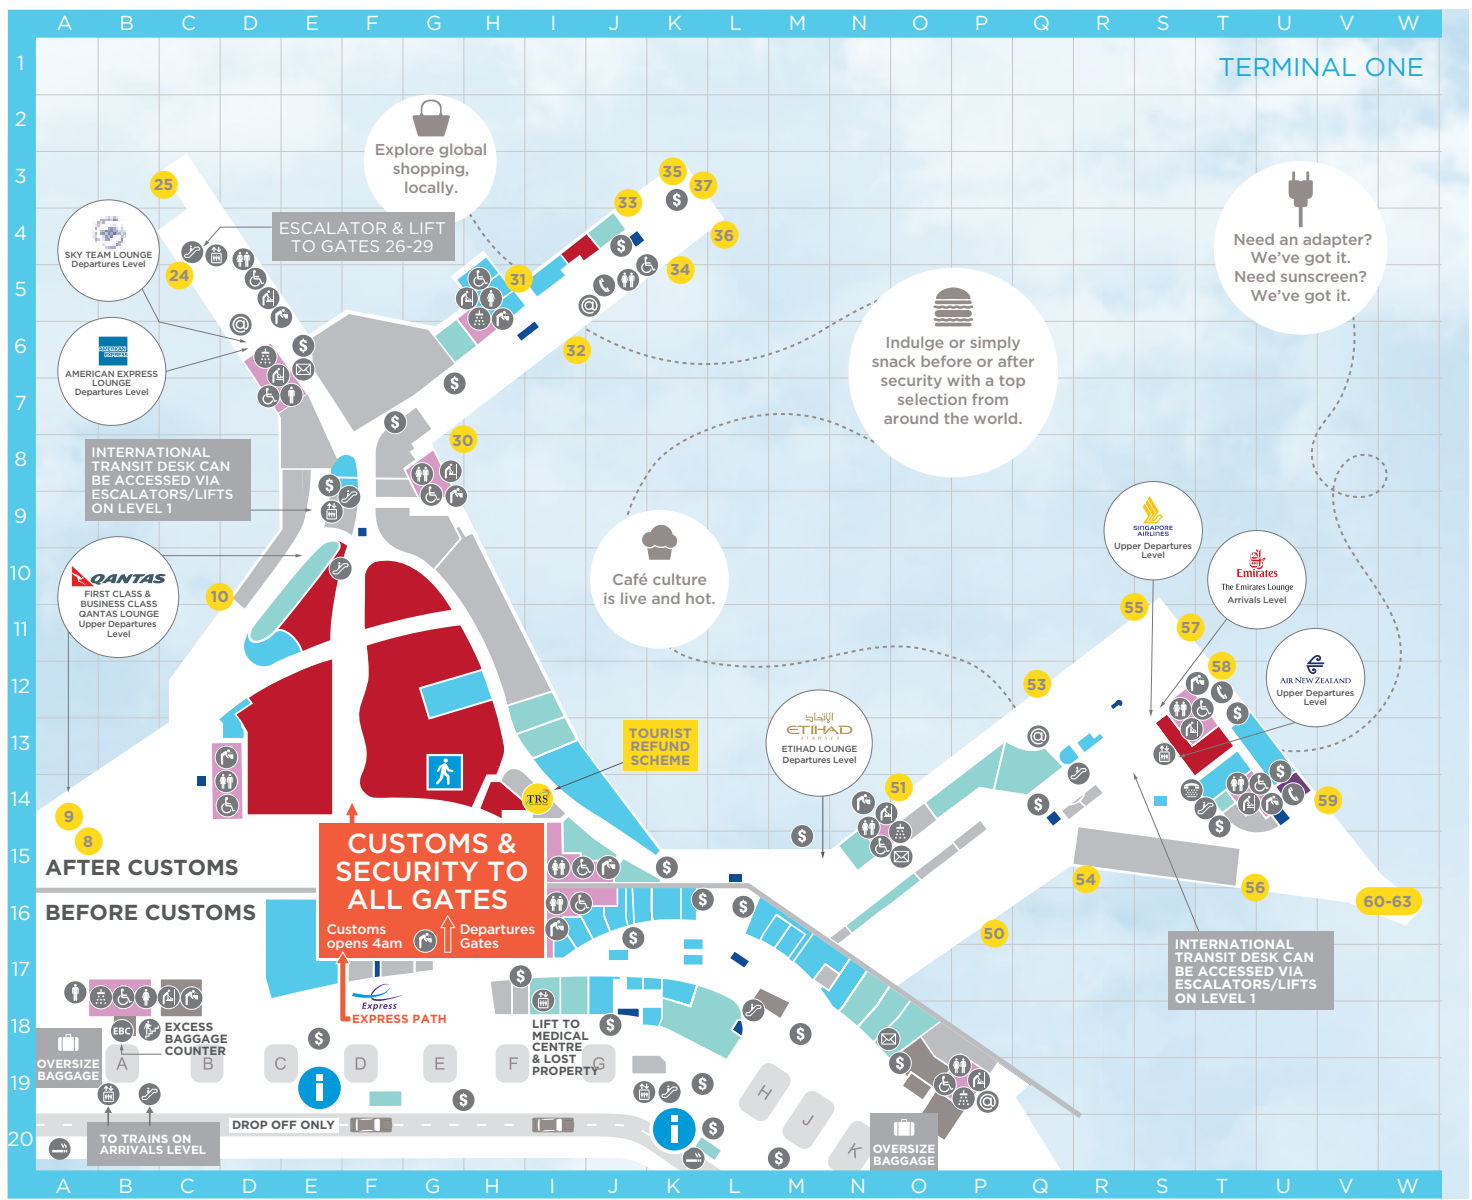 A B C D E F G H I J K L M N O P Q R S T U V W
1
TERMINAL ONE
2
Explore global
shopping,
locally.
3
25
35
37
33
ESCALATOR & LIFT
TO GATES 26-29
4
36
SKY TEAM LOUNGE
Departures Level
24
31
34
5
Need an adapter?
We've got it.
Need sunscreen?
We've got it.
@
@
$
$
$
6
32
AMERICAN EXPRESS
AMERICAN EXPRESS
LOUNGE
Departures Level
Indulge or simply
snack before or after
security with a top
selection from
around the world.
$
$
7
30
8
INTERNATIONAL
TRANSIT DESK CAN
BE ACCESSED VIA
ESCALATORS/LIFTS
ON LEVEL 1
$
9
SINGAPORE
AIRLINES
Upper Departures
Level
10
QANTAS
FIRST CLASS &
BUSINESS CLASS
QANTAS LOUNGE
Upper Departures
Level
10
Café culture
is live and hot.
Emirates
The Emirates Lounge
Arrivals Level
55
57
11
58
12
53
AIR NEW ZEALAND
Upper Departures
Level
الإتحاد
ETIHAD
AIRWAYS
ETIHAD LOUNGE
Departures Level
13
TOURIST
REFUND
SCHEME
@
$
14
TRS
51
$
$
$
$
59
9
8
15
AFTER CUSTOMS
CUSTOMS &
SECURITY TO
ALL GATES
Customs
opens 4am
Departures
Gates
$
54
56
60-63
16
BEFORE CUSTOMS
$
$
$
50
INTERNATIONAL
TRANSIT DESK CAN
BE ACCESSED VIA
ESCALATORS/LIFTS
ON LEVEL 1
17
$
Express
EXPRESS PATH
18
EBC
EXCESS
BAGGAGE
COUNTER
$
LIFT TO
MEDICAL
CENTRE
& LOST
PROPERTY
$
$
$
OVERSIZE
BAGGAGE
A B C D E F G
19
i
$
$
@
H
J
K
DROP OFF ONLY
20
TO TRAINS ON
ARRIVALS LEVEL
i
$
$
OVERSIZE
BAGGAGE
A B C D E F G H I J K L M N O P Q R S T U V W